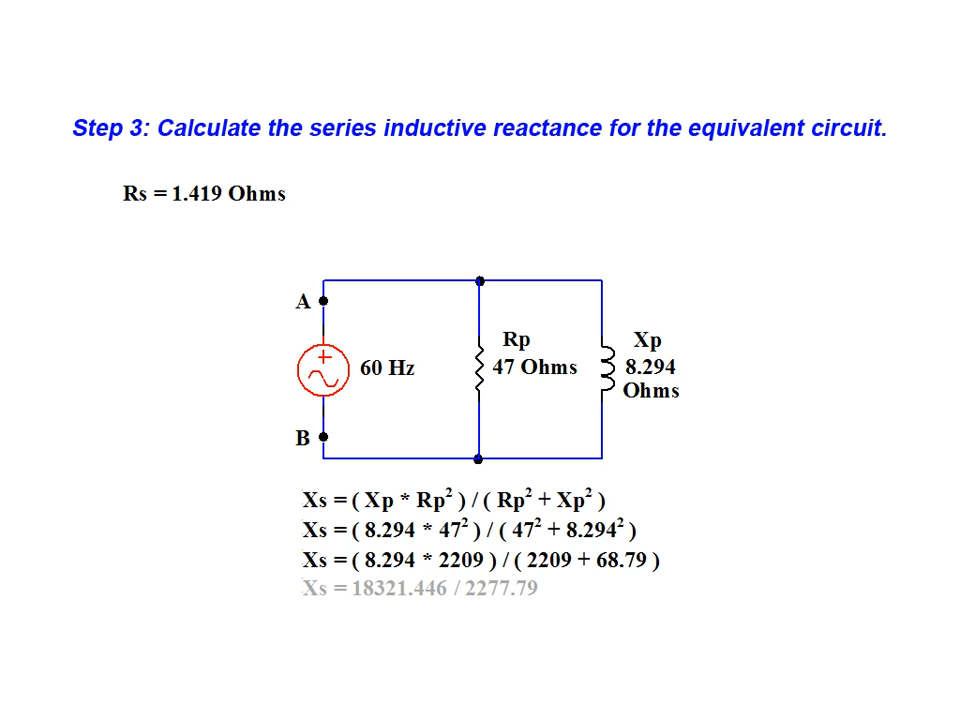 Step 3: Calculate the series inductive reactance for the equivalent circuit.
Rs = 1.419 Ohms
A
60 Hz
B
Rp
47 Ohms
Xp
8.294
Ohms
Xs = ( Xp * Rp² ) / ( Rp² + Xp² )
Xs = ( 8.294 * 47² ) / ( 47² + 8.294² )
Xs = ( 8.294 * 2209 ) / ( 2209 + 68.79 )
Xs = 18321.446 / 2277.79